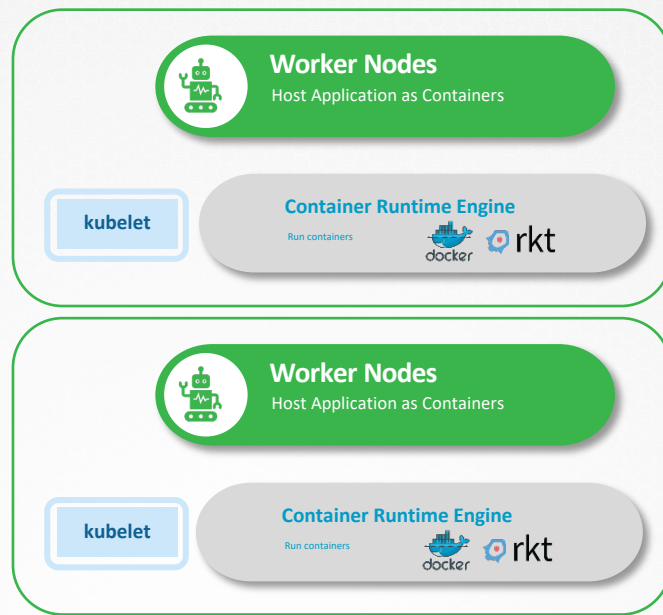 Worker Nodes
Host Application as Containers
kubelet
Container Runtime Engine
Run containers
docker
rkt
Worker Nodes
Host Application as Containers
kubelet
Container Runtime Engine
Run containers
docker
rkt